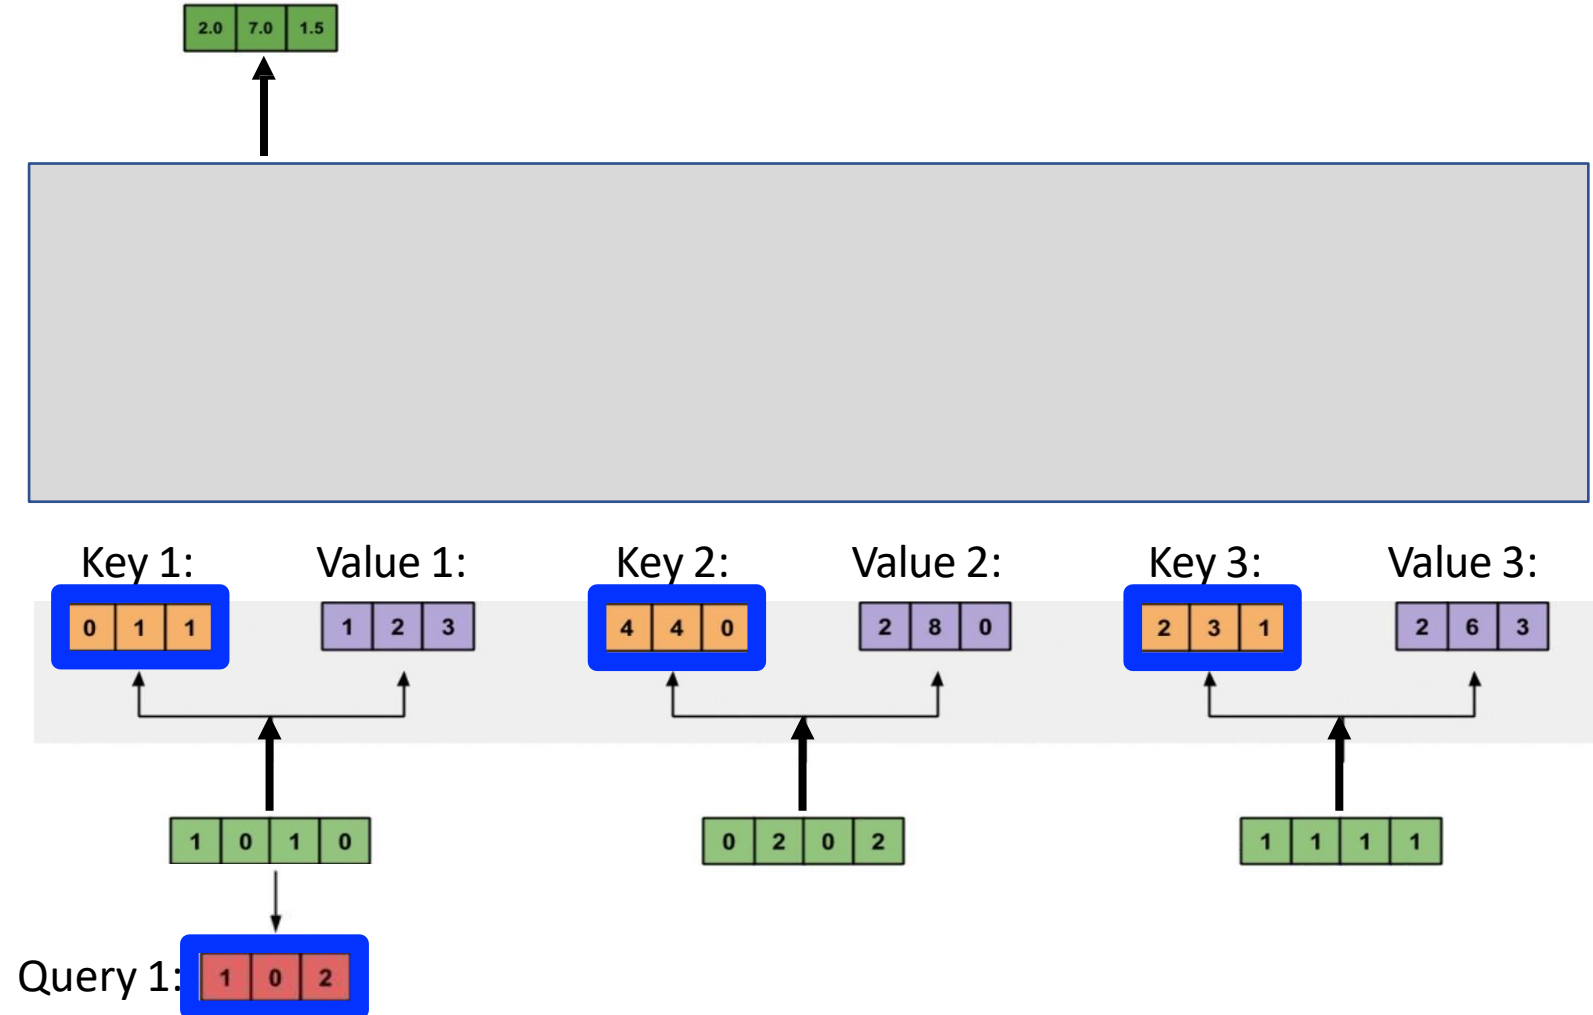 2.0 7.0 1.5
Key 1: Value 1: Key 2: Value 2: Key 3: Value 3:
0 1 1 1 2 3 4 4 0 2 8 0 2 3 1 2 6 3
1 0 1 0 0 2 0 2 1 1 1 1
Query 1: 1 0 2